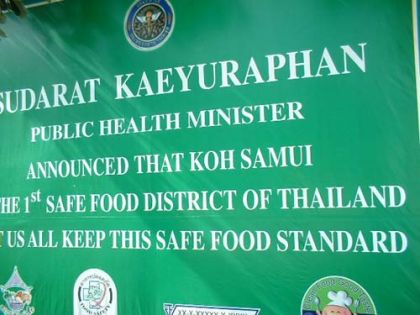 SUDARAT KAEYURAPHAN
PUBLIC HEALTH MINISTER
ANNOUNCED THAT KOH SAMUI
THE 1st SAFE FOOD DISTRICT OF THAILAND
US ALL KEEP THIS SAFE FOOD STANDARD